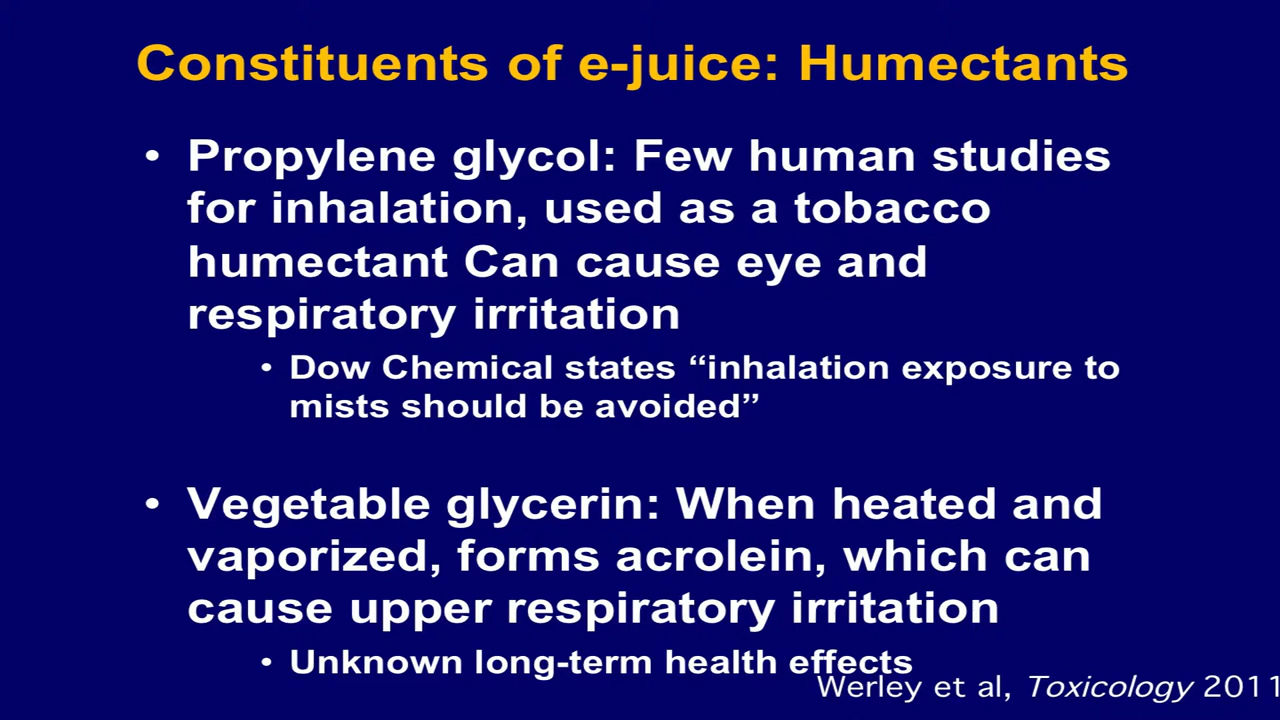 Constituents of e-juice: Humectants
• Propylene glycol: Few human studies
for inhalation, used as a tobacco
humectant Can cause eye and
respiratory irritation
• Dow Chemical states “inhalation exposure to
mists should be avoided”
• Vegetable glycerin: When heated and
vaporized, forms acrolein, which can
cause upper respiratory irritation
• Unknown long-term health effects
Werley et al, Toxicology 2011